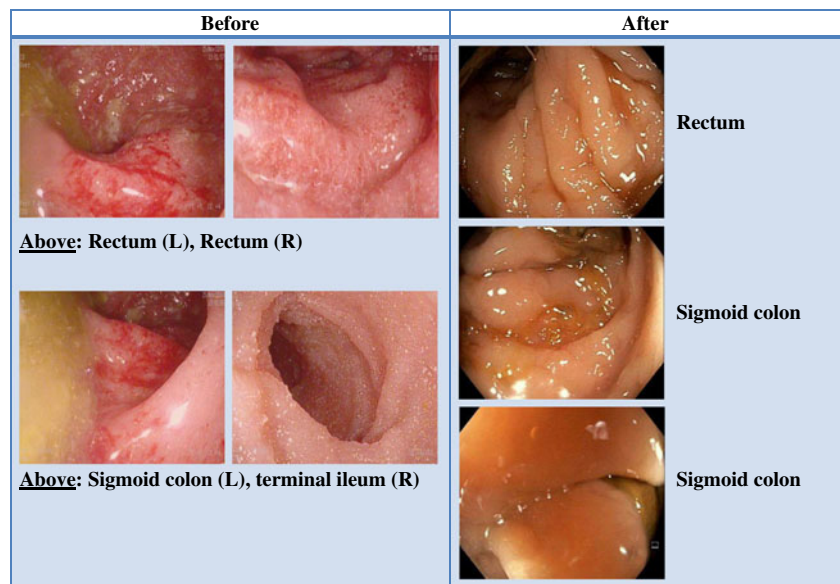 Before
After
Rectum
Above: Rectum (L), Rectum (R)
Sigmoid colon
Above: Sigmoid colon (L), terminal ileum (R)
Sigmoid colon